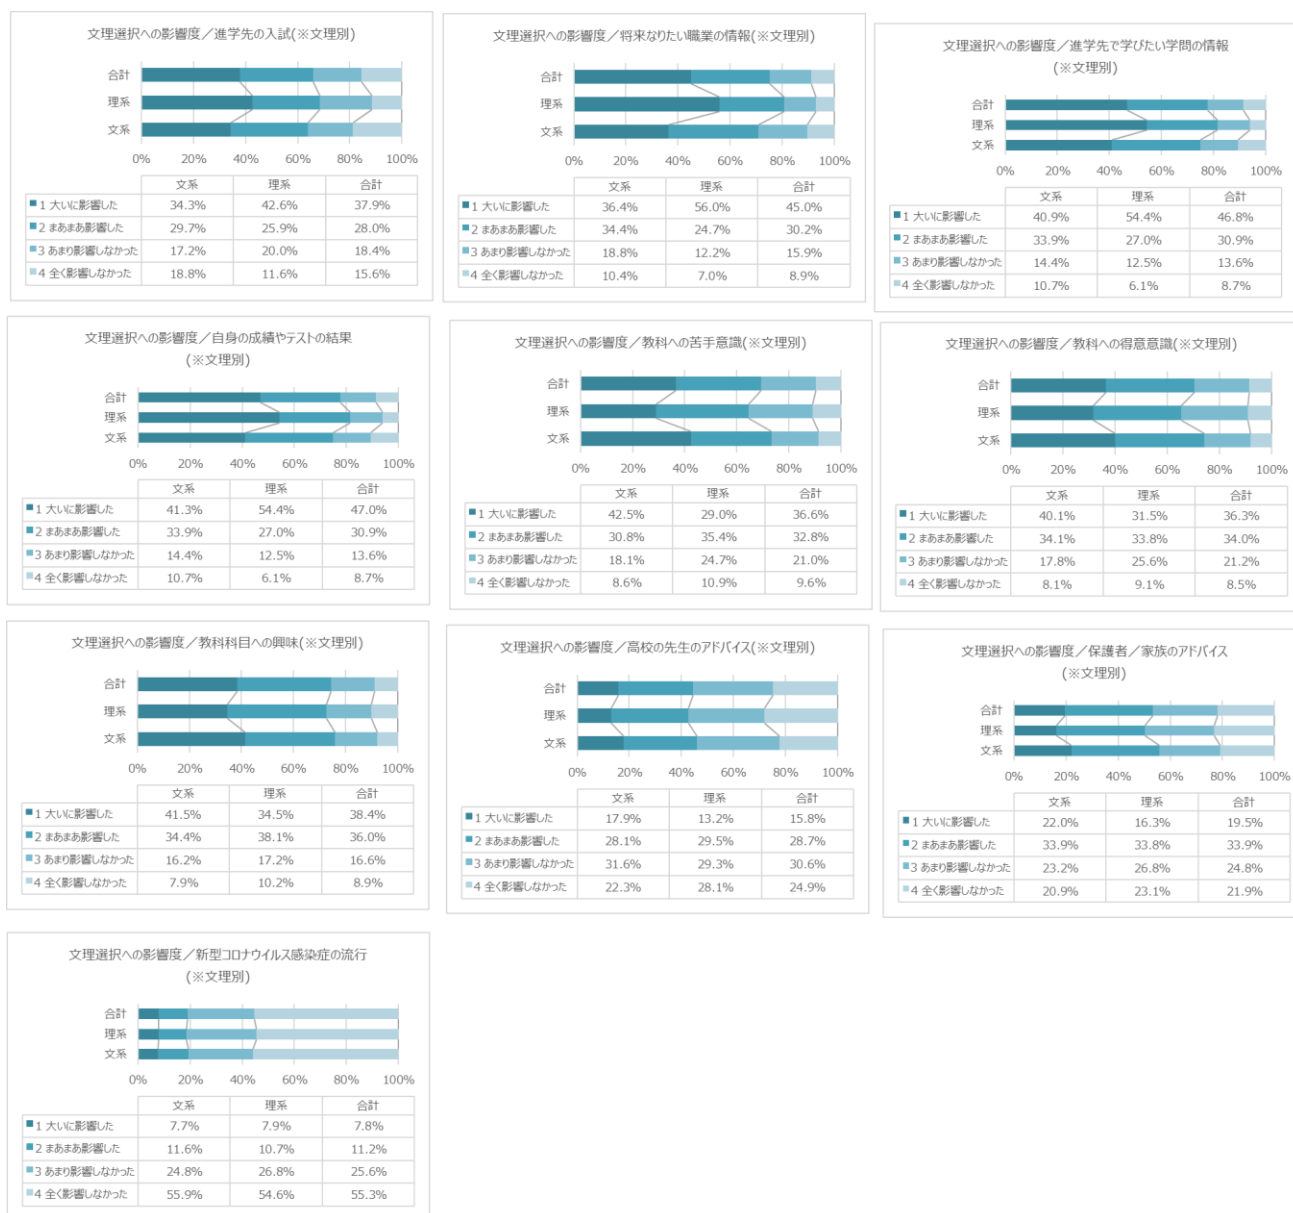 文理選択への影響度／進学先の入試(※文理別)
合計
理系
文系
0% 20% 40% 60% 80% 100%
文系 理系 合計
1 大いに影響した 34.3% 42.6% 37.9%
2 まあまあ影響した 29.7% 25.9% 28.0%
3 あまり影響しなかった 17.2% 20.0% 18.4%
4 全く影響しなかった 18.8% 11.6% 15.6%
文理選択への影響度／将来なりたい職業の情報(※文理別)
合計
理系
文系
0% 20% 40% 60% 80% 100%
文系 理系 合計
1 大いに影響した 36.4% 56.0% 45.0%
2 まあまあ影響した 34.4% 24.7% 30.2%
3 あまり影響しなかった 18.8% 12.2% 15.9%
4 全く影響しなかった 10.4% 7.0% 8.9%
文理選択への影響度／進学先で学びたい学問の情報
(※文理別)
合計
理系
文系
0% 20% 40% 60% 80% 100%
文系 理系 合計
1 大いに影響した 40.9% 54.4% 46.8%
2 まあまあ影響した 33.9% 27.0% 30.9%
3 あまり影響しなかった 14.4% 12.5% 13.6%
4 全く影響しなかった 10.7% 6.1% 8.7%
文理選択への影響度／自身の成績やテストの結果
(※文理別)
合計
理系
文系
0% 20% 40% 60% 80% 100%
文系 理系 合計
1 大いに影響した 41.3% 54.4% 47.0%
2 まあまあ影響した 33.9% 27.0% 30.9%
3 あまり影響しなかった 14.4% 12.5% 13.6%
4 全く影響しなかった 10.7% 6.1% 8.7%
文理選択への影響度／教科への苦手意識(※文理別)
合計
理系
文系
0% 20% 40% 60% 80% 100%
文系 理系 合計
1 大いに影響した 42.5% 29.0% 36.6%
2 まあまあ影響した 30.8% 35.4% 32.8%
3 あまり影響しなかった 18.1% 24.7% 21.0%
4 全く影響しなかった 8.6% 10.9% 9.6%
文理選択への影響度／教科への得意意識(※文理別)
合計
理系
文系
0% 20% 40% 60% 80% 100%
文系 理系 合計
1 大いに影響した 40.1% 31.5% 36.3%
2 まあまあ影響した 34.1% 33.8% 34.0%
3 あまり影響しなかった 17.8% 25.6% 21.2%
4 全く影響しなかった 8.1% 9.1% 8.5%
文理選択への影響度／教科科目への興味(※文理別)
合計
理系
文系
0% 20% 40% 60% 80% 100%
文系 理系 合計
1 大いに影響した 41.5% 34.5% 38.4%
2 まあまあ影響した 34.4% 38.1% 36.0%
3 あまり影響しなかった 16.2% 17.2% 16.6%
4 全く影響しなかった 7.9% 10.2% 8.9%
文理選択への影響度／高校の先生のアドバイス(※文理別)
合計
理系
文系
0% 20% 40% 60% 80% 100%
文系 理系 合計
1 大いに影響した 17.9% 13.2% 15.8%
2 まあまあ影響した 28.1% 29.5% 28.7%
3 あまり影響しなかった 31.6% 29.3% 30.6%
4 全く影響しなかった 22.3% 28.1% 24.9%
文理選択への影響度／保護者／家族のアドバイス
(※文理別)
合計
理系
文系
0% 20% 40% 60% 80% 100%
文系 理系 合計
1 大いに影響した 22.0% 16.3% 19.5%
2 まあまあ影響した 33.9% 33.8% 33.9%
3 あまり影響しなかった 23.2% 26.8% 24.8%
4 全く影響しなかった 20.9% 23.1% 21.9%
文理選択への影響度／新型コロナウイルス感染症の流行
(※文理別)
合計
理系
文系
0% 20% 40% 60% 80% 100%
文系 理系 合計
1 大いに影響した 7.7% 7.9% 7.8%
2 まあまあ影響した 11.6% 10.7% 11.2%
3 あまり影響しなかった 24.8% 26.8% 25.6%
4 全く影響しなかった 55.9% 54.6% 55.3%